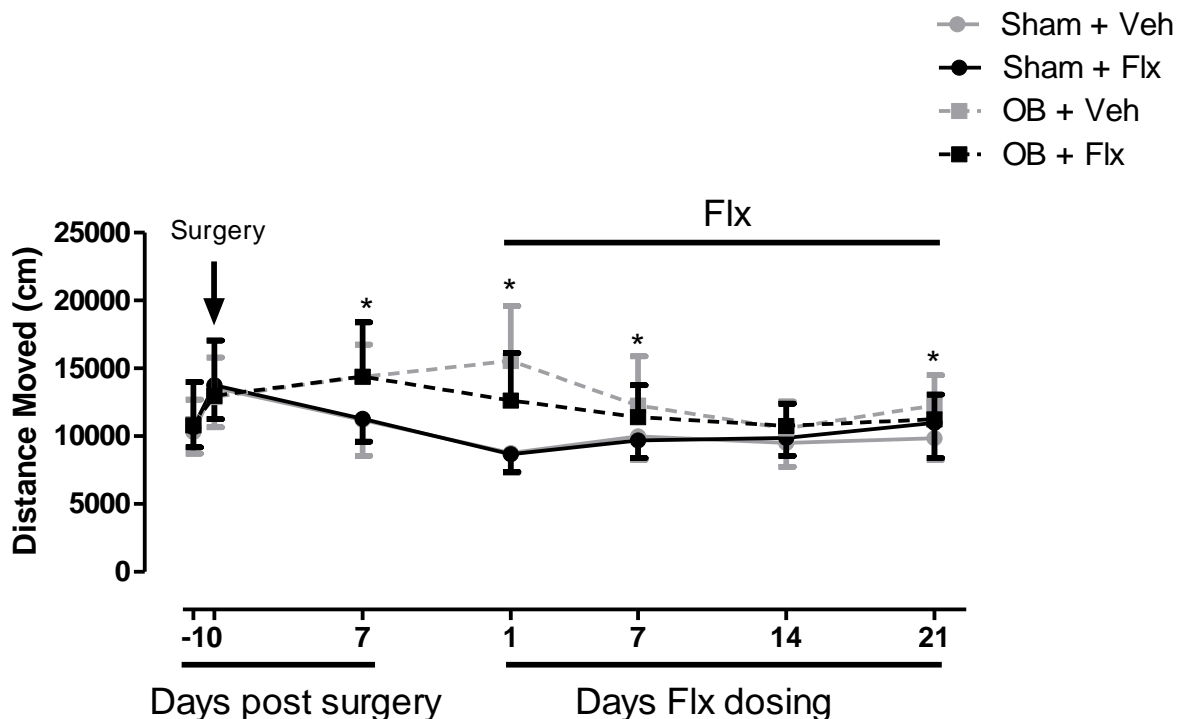 Sham + Veh
Sham + Flx
OB + Veh
OB + Flx
Flx
Surgery
Distance Moved (cm)
25000
20000
15000
10000
5000
0
*
*
*
*
-10 7 1 7 14 21
Days post surgery Days Flx dosing